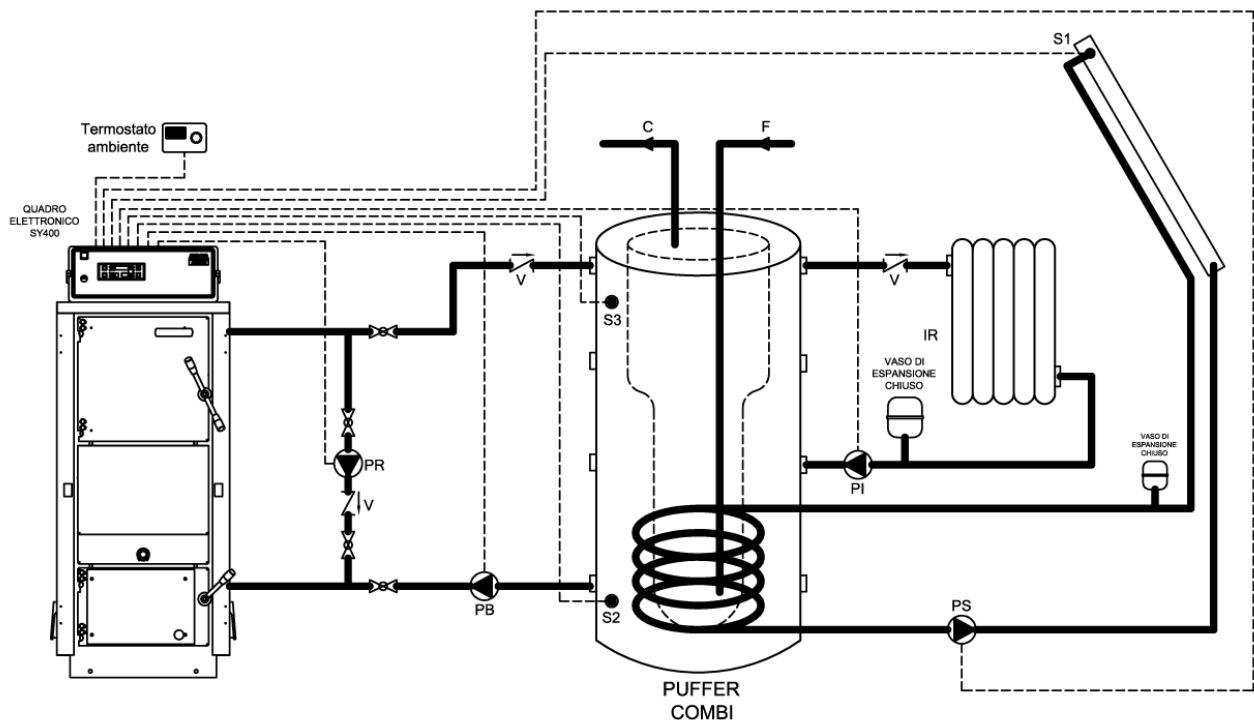 S1
Termostato
ambiente
C
F
QUADRO
ELETTRONICO
SY400
V
V
S3
IR
VASO DI
ESPANSIONE
CHIUSO
VASO DI
ESPANSIONE
CHIUSO
PR
PI
V
PB
S2
PS
PUFFER
COMBI